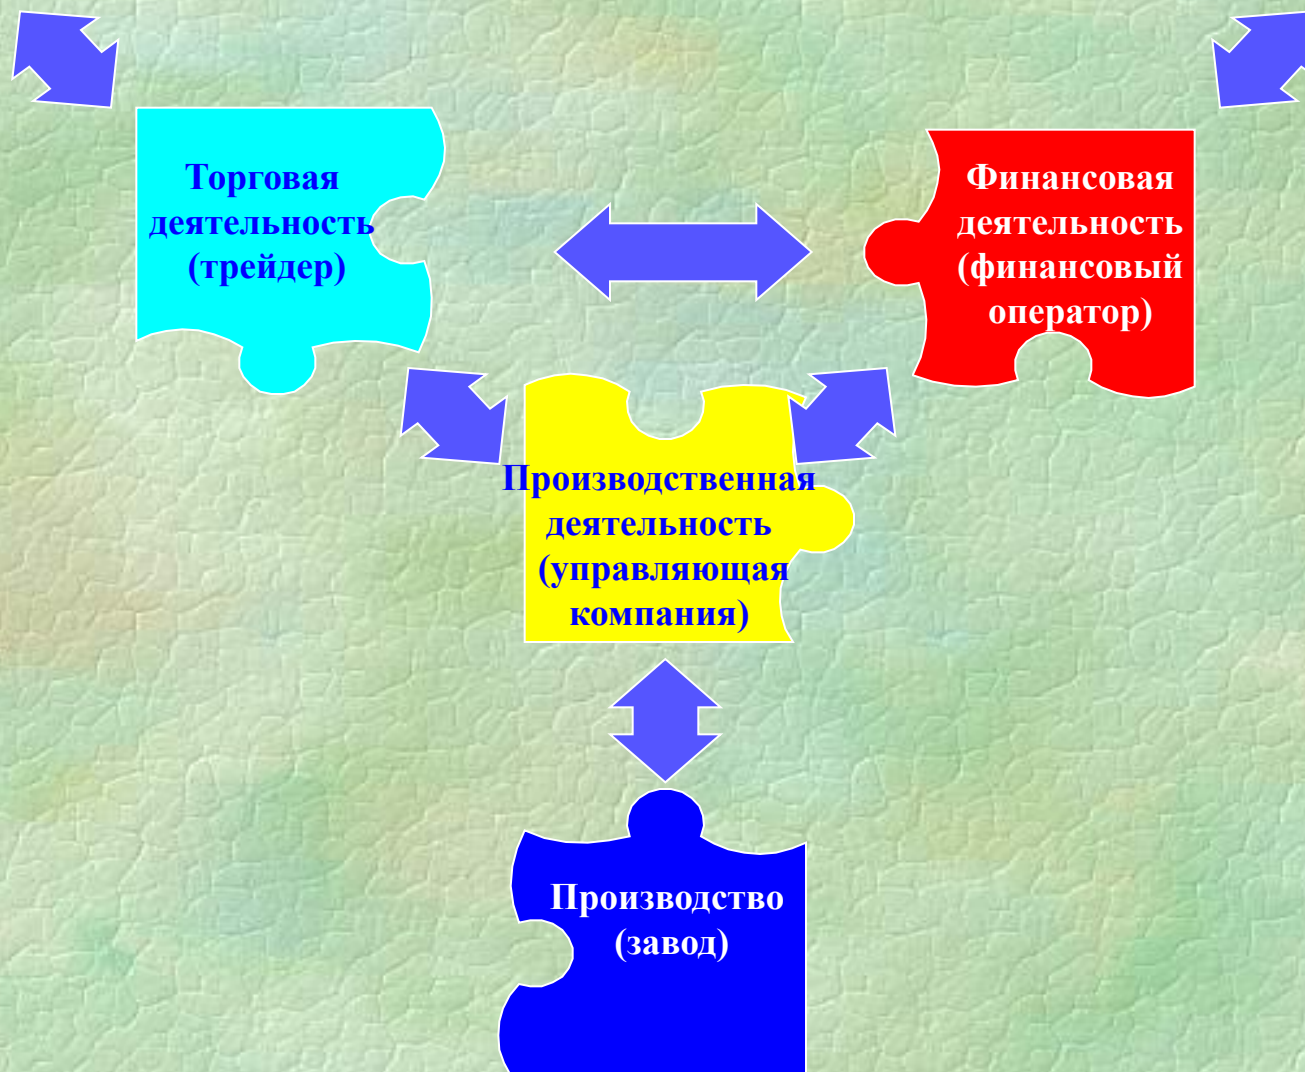 Торговая
деятельность
(трейдер)
Финансовая
деятельность
(финансовый
оператор)
Производственная
деятельность
(управляющая
компания)
Производство
(завод)